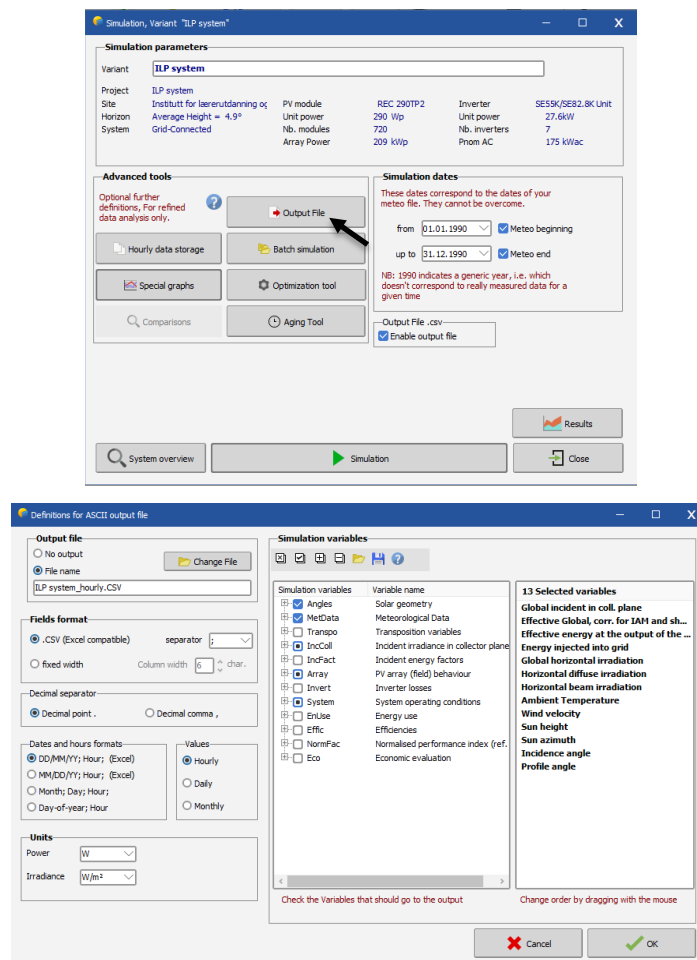 Simulation, Variant "ILP system"
Simulation parameters
Variant ILP system
Project ILP system
Site Institutt for lærerutdanning og PV module REC 290TP2 Inverter SE55K/SE82.8K Unit
Horizon Average Height = 4.9° Unit power 290 Wp Unit power 27.6kW
System Grid-Connected Nb. modules 720 Nb. inverters 7
Array Power 209 kWp Pnom AC 175 kWac
Advanced tools
Optional further
definitions, For refined
data analysis only.
Output File
Hourly data storage
Batch simulation
Special graphs
Optimization tool
Comparisons
Aging Tool
Simulation dates
These dates correspond to the dates of your
meteo file. They cannot be overcome.
from 01.01.1990 Meteo beginning
up to 31.12.1990 Meteo end
NB: 1990 indicates a generic year, i.e. which
doesn't correspond to really measured data for a
given time
Output File .csv
Enable output file
Results
System overview
Simulation
Close
Definitions for ASCII output file
Output file
No output
File name
Change File
ILP system_hourly.CSV
Fields format
.CSV (Excel compatible) separator ;
fixed width Column width 6 char.
Decimal separator
Decimal point . Decimal comma ,
Dates and hours formats
DD/MM/YY; Hour; (Excel)
MM/DD/YY; Hour; (Excel)
Month; Day; Hour;
Day-of-year; Hour
Values
Hourly
Daily
Monthly
Units
Power W
Irradiance W/m²
Simulation variables
Simulation variables Variable name
Angles Solar geometry
MetData Meteorological Data
Transpo Transposition variables
IncColl Incident irradiance in collector plane
IncFact Incident energy factors
Array PV array (field) behaviour
Invert Inverter losses
System System operating conditions
EnUse Energy use
Effic Efficiencies
NormFac Normalised performance index (ref.
Eco Economic evaluation
Check the Variables that should go to the output
13 Selected variables
Global incident in coll. plane
Effective Global, corr. for IAM and sh...
Effective energy at the output of the ...
Energy injected into grid
Global horizontal irradiation
Horizontal diffuse irradiation
Horizontal beam irradiation
Ambient Temperature
Wind velocity
Sun height
Sun azimuth
Incidence angle
Profile angle
Change order by dragging with the mouse
Cancel
OK